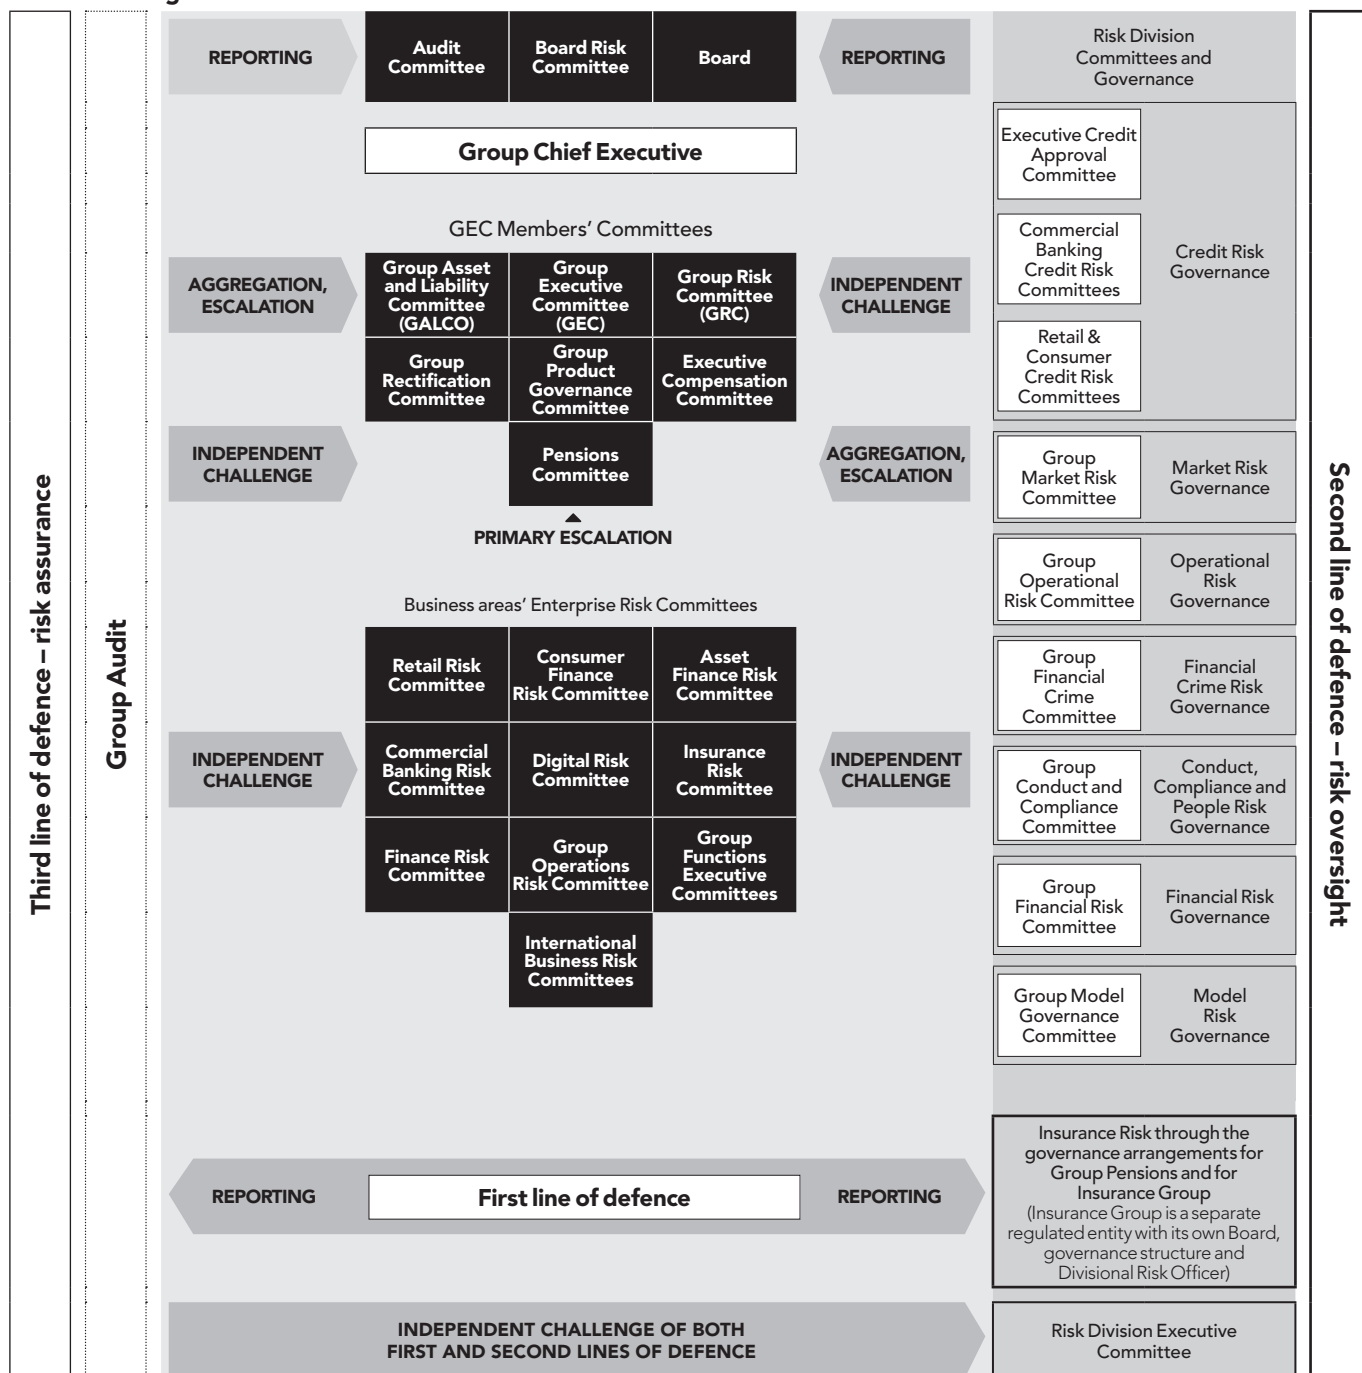 Third line of defence – risk assurance
Group Audit
REPORTING
Audit
Committee
Board Risk
Committee
Board
REPORTING
Risk Division
Committees and
Governance
Group Chief Executive
Executive Credit
Approval
Committee
Commercial
Banking
Credit Risk
Committees
Retail &
Consumer
Credit Risk
Committees
Credit Risk
Governance
GEC Members’ Committees
AGGREGATION,
ESCALATION
Group Asset
and Liability
Committee
(GALCO)
Group
Executive
Committee
(GEC)
Group Risk
Committee
(GRC)
INDEPENDENT
CHALLENGE
Group
Rectification
Committee
Group
Product
Governance
Committee
Executive
Compensation
Committee
INDEPENDENT
CHALLENGE
Pensions
Committee
AGGREGATION,
ESCALATION
Group
Market Risk
Committee
Market Risk
Governance
PRIMARY ESCALATION
Group
Operational
Risk Committee
Operational
Risk
Governance
Business areas’ Enterprise Risk Committees
Retail Risk
Committee
Consumer
Finance
Risk Committee
Asset
Finance Risk
Committee
Group
Financial
Crime
Committee
Financial
Crime Risk
Governance
INDEPENDENT
CHALLENGE
Commercial
Banking Risk
Committee
Digital Risk
Committee
Insurance
Risk
Committee
INDEPENDENT
CHALLENGE
Group
Conduct and
Compliance
Committee
Conduct,
Compliance and
People Risk
Governance
Finance Risk
Committee
Group
Operations
Risk Committee
Group
Functions
Executive
Committees
Group
Financial Risk
Committee
Financial Risk
Governance
International
Business Risk
Committees
Group Model
Governance
Committee
Model
Risk
Governance
REPORTING
First line of defence
REPORTING
Insurance Risk through the
governance arrangements for
Group Pensions and for
Insurance Group
(Insurance Group is a separate
regulated entity with its own Board,
governance structure and
Divisional Risk Officer)
INDEPENDENT CHALLENGE OF BOTH
FIRST AND SECOND LINES OF DEFENCE
Risk Division Executive
Committee
Second line of defence – risk oversight